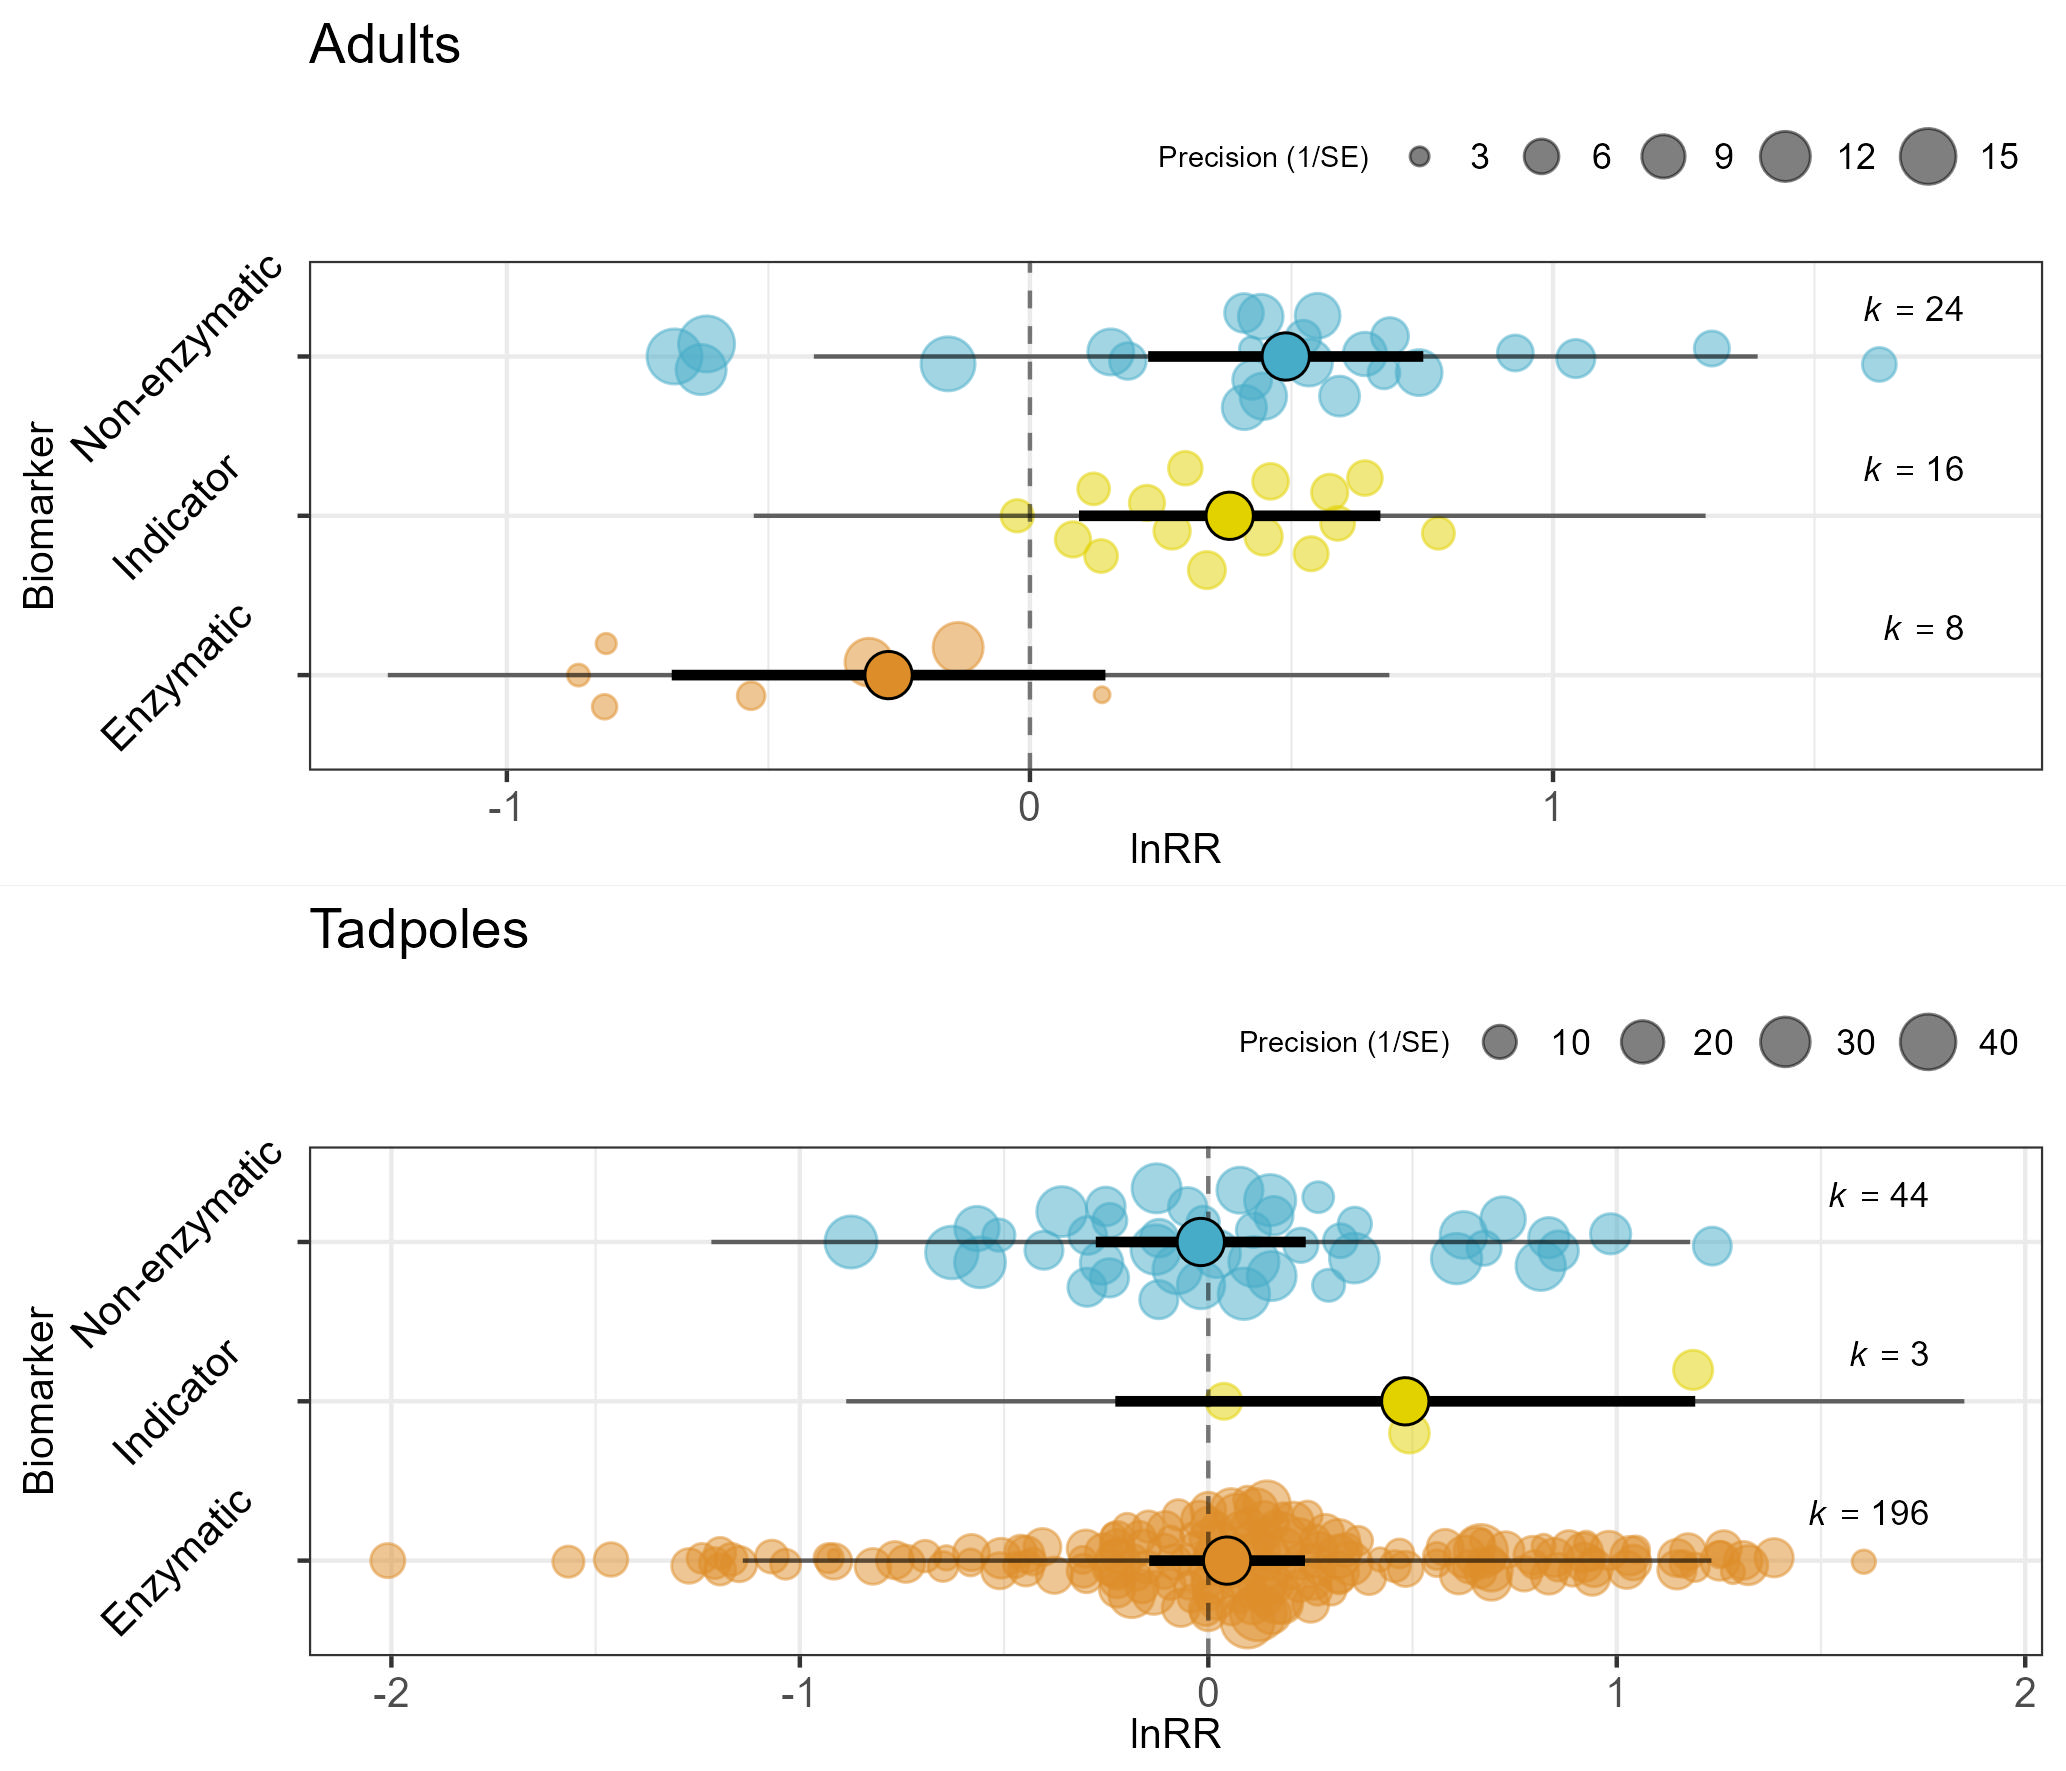 Adults
Precision (1/SE) 3 6 9 12 15
Biomarker
Non-enzymatic
k = 24
Indicator
k = 16
Enzymatic
k = 8
-1 0 1
lnRR
Tadpoles
Precision (1/SE) 10 20 30 40
Biomarker
Non-enzymatic
k = 44
Indicator
k = 3
Enzymatic
k = 196
-2 -1 0 1 2
lnRR